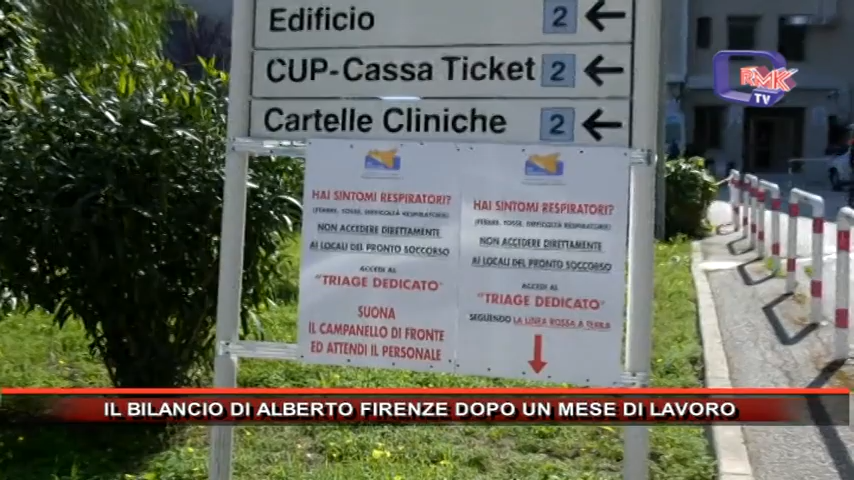 Edificio 2
CUP-Cassa Ticket 2
Cartelle Cliniche 2
RMK
TV
HAI SINTOMI RESPIRATORI?
(FEBBRE, TOSSE, DIFFICOLTÀ RESPIRATORIE)
NON ACCEDERE DIRETTAMENTE
AI LOCALI DEL PRONTO SOCCORSO
ACCEDI AL
“TRIAGE DEDICATO”
SUONA
IL CAMPANELLO DI FRONTE
ED ATTENDI IL PERSONALE
HAI SINTOMI RESPIRATORI?
(FEBBRE, TOSSE, DIFFICOLTÀ RESPIRATORIE)
NON ACCEDERE DIRETTAMENTE
AI LOCALI DEL PRONTO SOCCORSO
ACCEDI AL
“TRIAGE DEDICATO”
SEGUENDO LA LINEA ROSSA A TERRA
IL BILANCIO DI ALBERTO FIRENZE DOPO UN MESE DI LAVORO